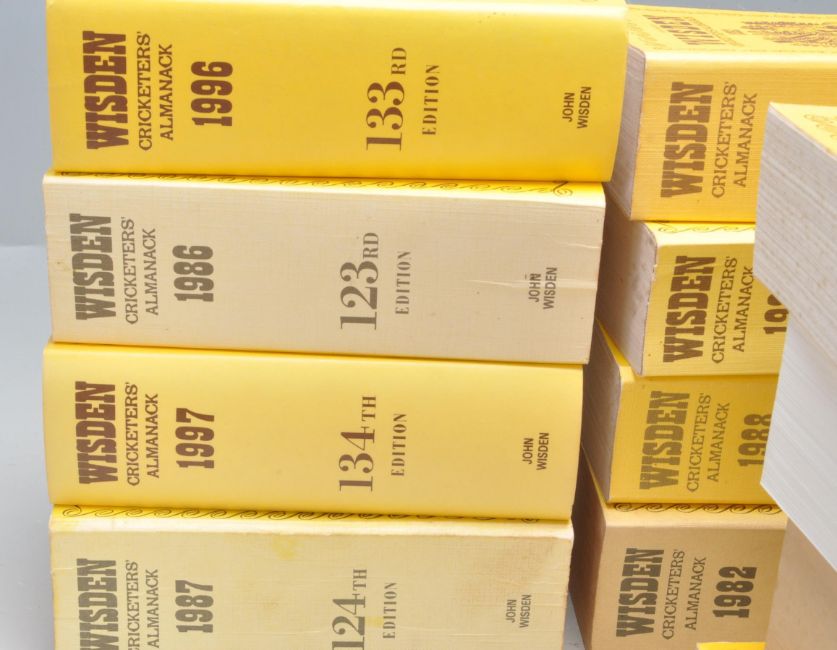 WISDEN
CRICKETERS'
ALMANACK
1996
133RD
EDITION
JOHN
WISDEN
WISDEN
CRICKETERS'
ALMANACK
1986
123RD
EDITION
JOHN
WISDEN
WISDEN
CRICKETERS'
ALMANACK
1997
134TH
EDITION
JOHN
WISDEN
WISDEN
CRICKETERS'
ALMANACK
1987
124TH
EDITION
JOHN
WISDEN
WISDEN
WISDEN
CRICKETERS'
ALMANACK
WISDEN
CRICKETERS'
ALMANACK
WISDEN
CRICKETERS'
ALMANACK
1988
WISDEN
CRICKETERS'
ALMANACK
1982